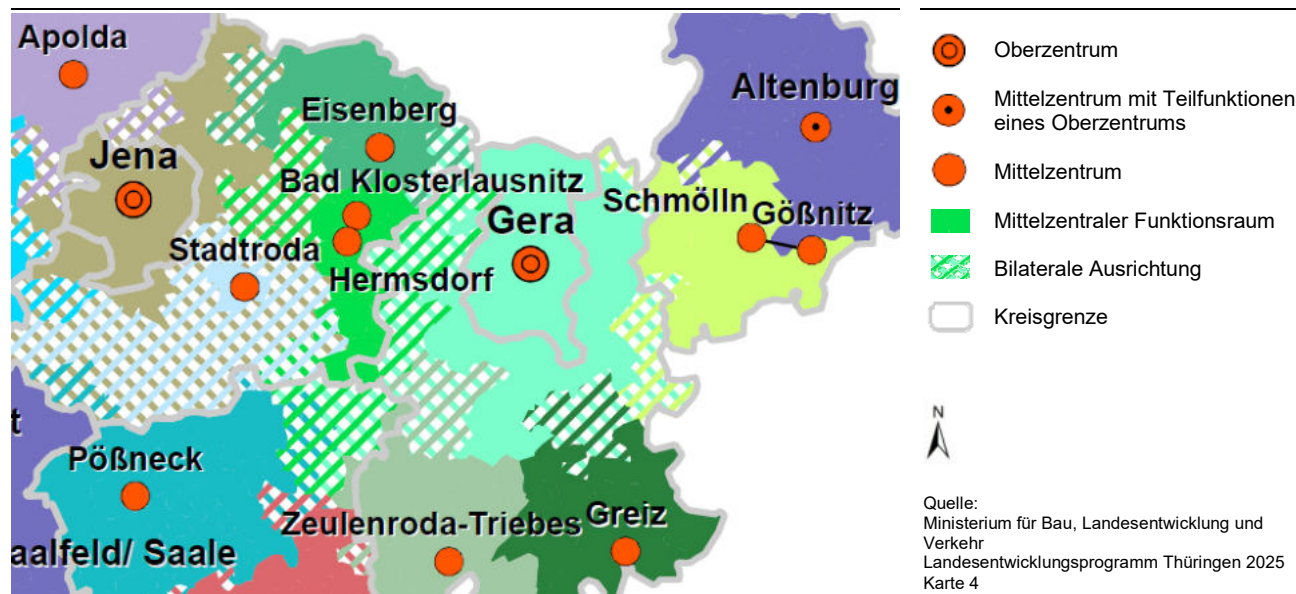 Apolda
Altenburg
Eisenberg
Jena
Bad Klosterlausnitz
Schmölln
Gößnitz
Gera
Stadtroda
Hermsdorf
t
Pößneck
Zeulenroda-Triebes
Greiz
aalfeld/ Saale
Oberzentrum
Mittelzentrum mit Teilfunktionen
eines Oberzentrums
Mittelzentrum
Mittelzentraler Funktionsraum
Bilaterale Ausrichtung
Kreisgrenze
N
Quelle:
Ministerium für Bau, Landesentwicklung und
Verkehr
Landesentwicklungsprogramm Thüringen 2025
Karte 4